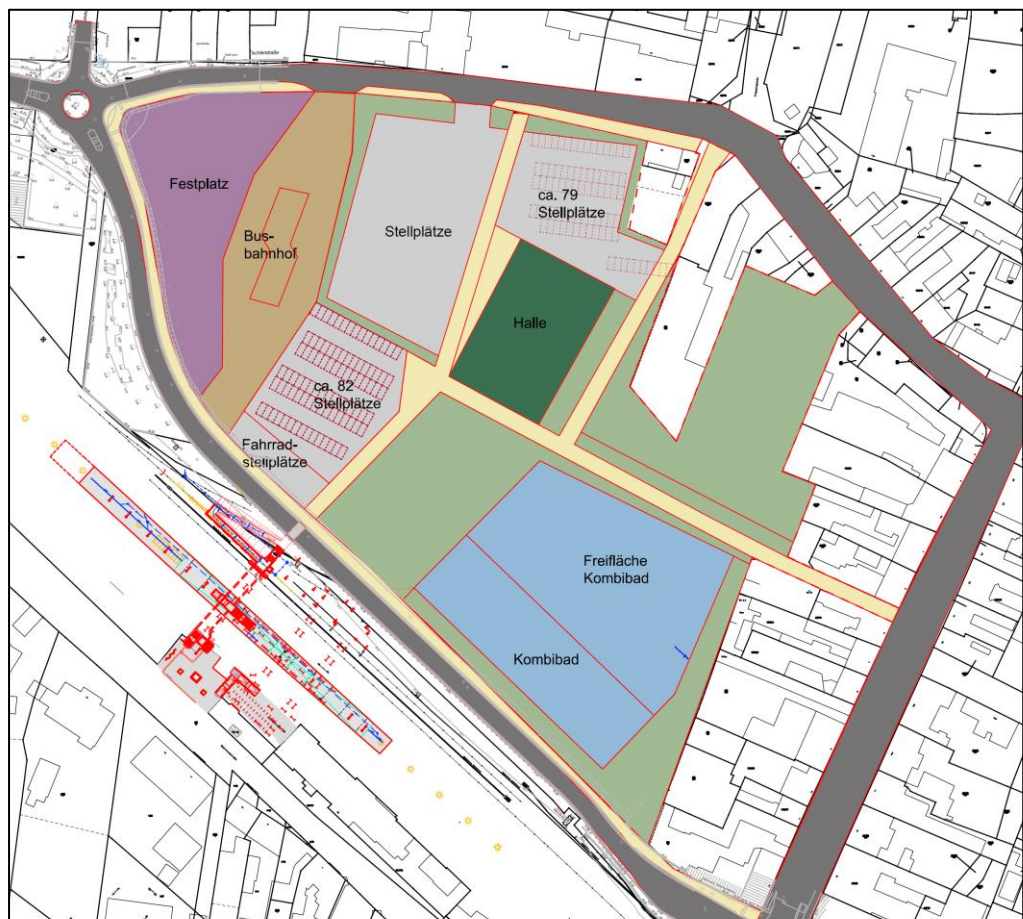 Festplatz
Bus-
bahnhof
Stellplätze
ca. 79
Stellplätze
Halle
ca. 82
Stellplätze
Fahrrad-
stellplätze
Freifläche
Kombibad
Kombibad